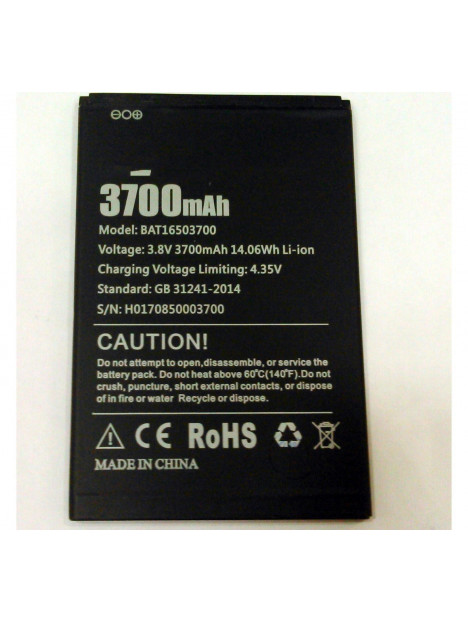 3700mAh
Model: BAT16503700
Voltage: 3.8V 3700mAh 14.06Wh Li-ion
Charging Voltage Limiting: 4.35V
Standard: GB 31241-2014
S/N: H0170850003700
CAUTION!
Do not attempt to open,disassemble, or service the
battery pack. Do not heat above 60°C(140°F).Do not
crush, puncture, short external contacts, or dispose
of in fire or water Recycle or dispose.
CE RoHS
MADE IN CHINA